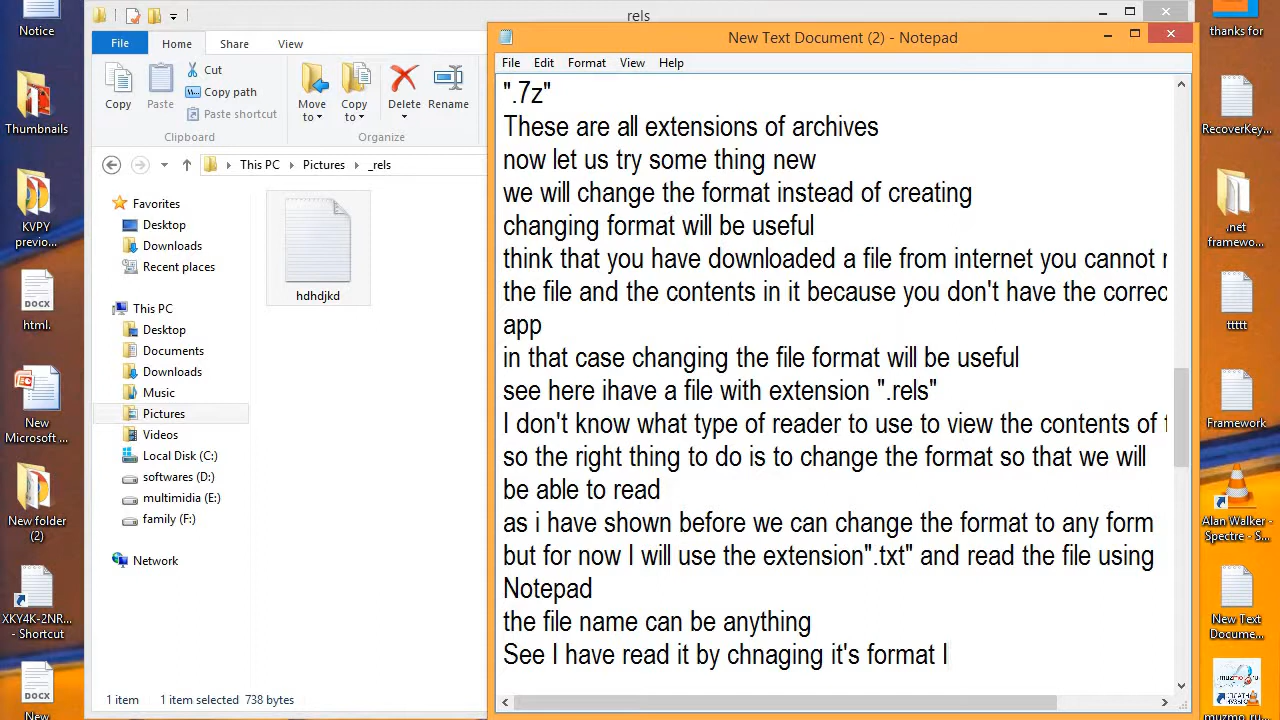 Notice
Thumbnails
KVPY
previo...
html.
New
Microsoft ...
New folder
(2)
XKY4K-2NR...
- Shortcut
New
rels
File
Home
Share
View
Copy
Paste
Cut
Copy path
Paste shortcut
Clipboard
Move
to
Copy
to
Delete
Rename
Organize
This PC
Pictures
_rels
Favorites
Desktop
Downloads
Recent places
This PC
Desktop
Documents
Downloads
Music
Pictures
Videos
Local Disk (C:)
softwares (D:)
multimidia (E:)
family (F:)
Network
hdhdjkd
1 item
1 item selected 738 bytes
New Text Document (2) - Notepad
File Edit Format View Help
".7z"
These are all extensions of archives
now let us try some thing new
we will change the format instead of creating
changing format will be useful
think that you have downloaded a file from internet you cannot
the file and the contents in it because you don't have the correc
app
in that case changing the file format will be useful
see here ihave a file with extension ".rels"
I don't know what type of reader to use to view the contents of
so the right thing to do is to change the format so that we will
be able to read
as i have shown before we can change the format to any form
but for now I will use the extension".txt" and read the file using
Notepad
the file name can be anything
See I have read it by chnaging it's format I
thanks for
RecoverKey...
.net
framewo...
ttttt
Framework
Alan Walker -
Spectre - S...
New Text
Docume...
muzmo.ru